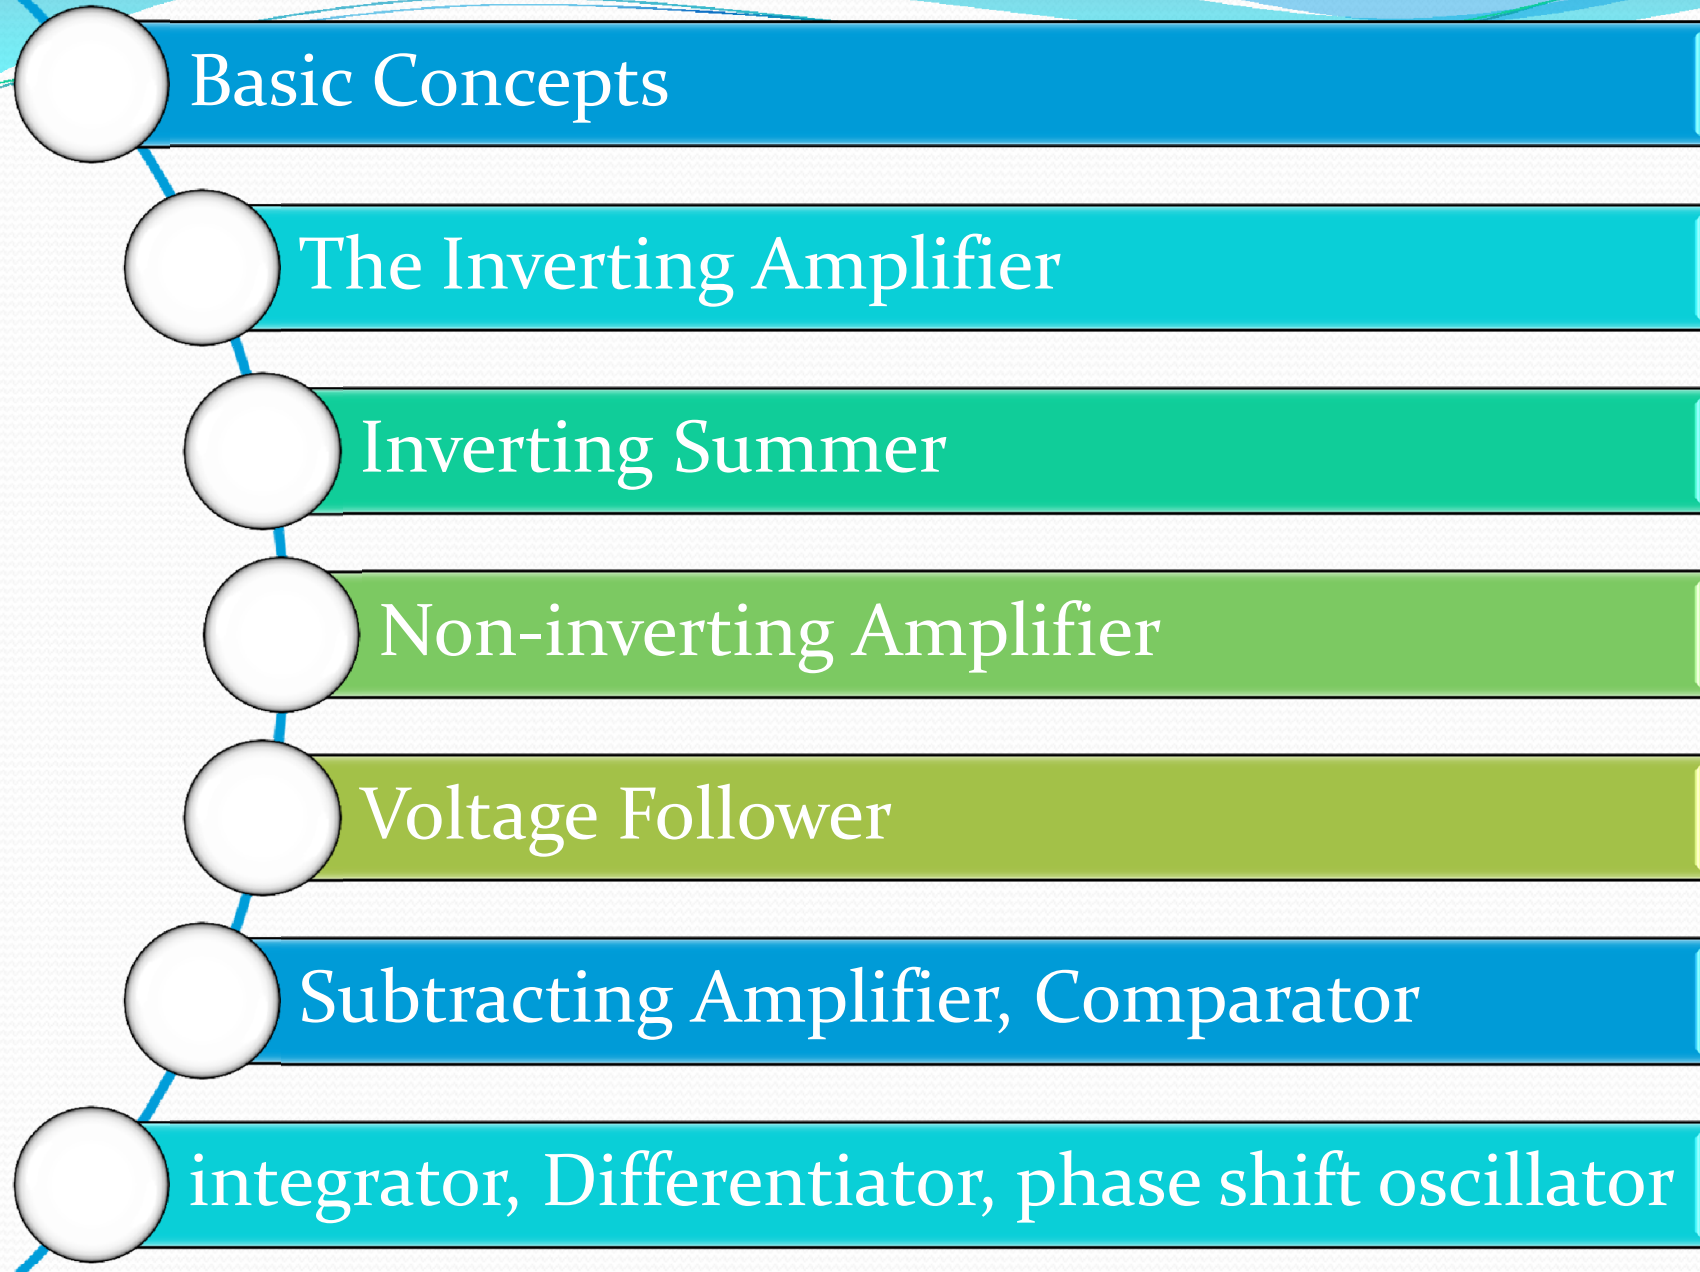 Basic Concepts
The Inverting Amplifier
Inverting Summer
Non-inverting Amplifier
Voltage Follower
Subtracting Amplifier, Comparator
integrator, Differentiator, phase shift oscillator